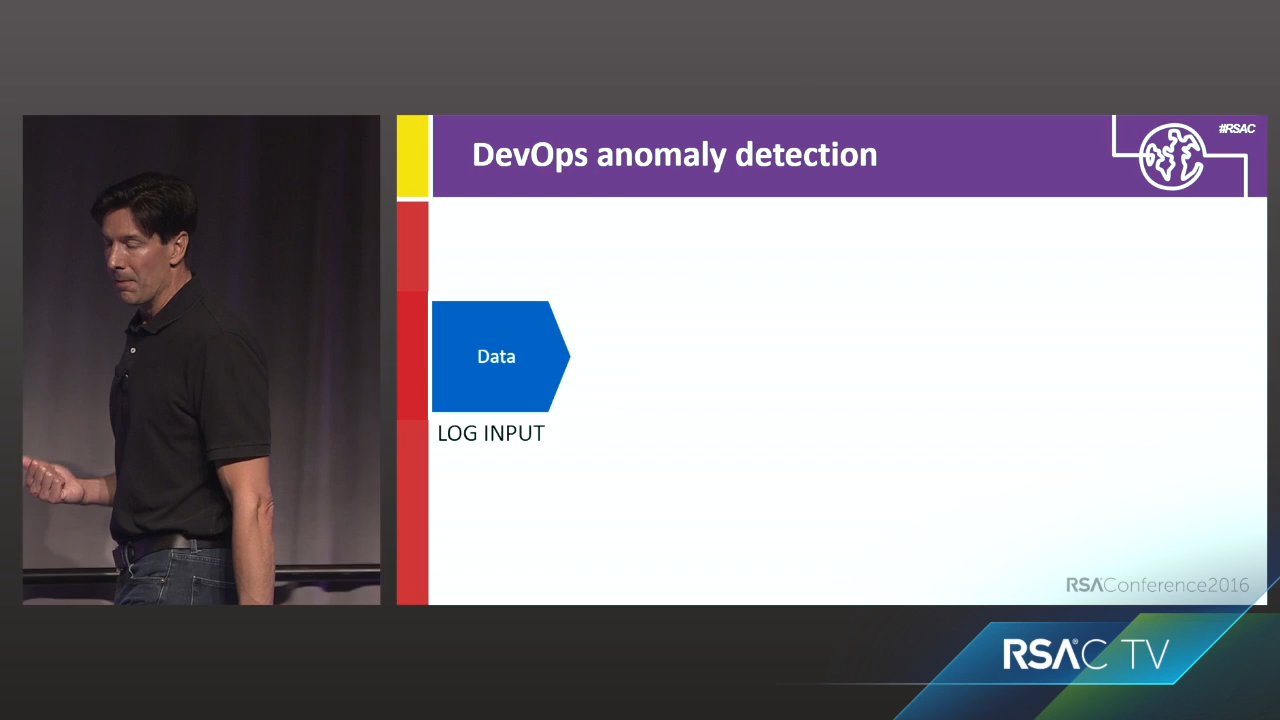 DevOps anomaly detection
#RSAC
Data
LOG INPUT
RSAConference2016
RSAC TV